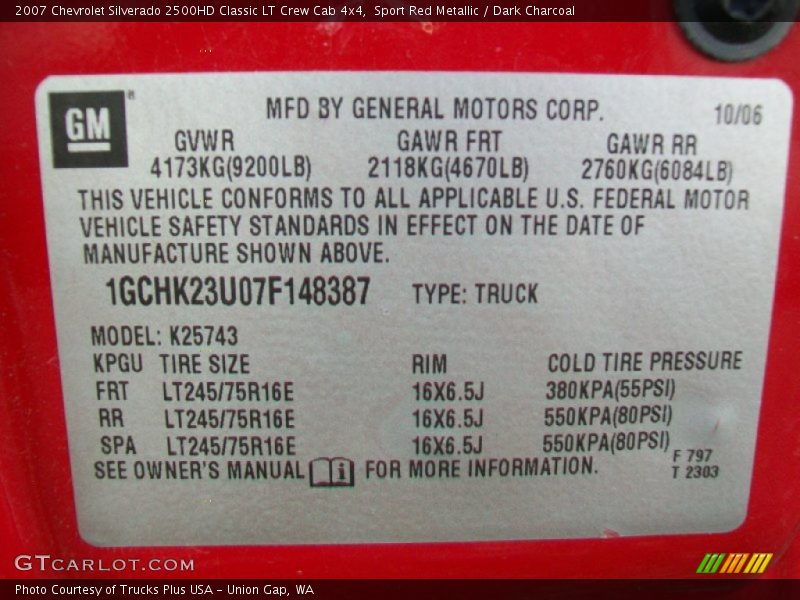 2007 Chevrolet Silverado 2500HD Classic LT Crew Cab 4x4,  Sport Red Metallic / Dark Charcoal
GM ®
MFD BY GENERAL MOTORS CORP. 10/06
GVWR GAWR FRT GAWR RR
4173KG(9200LB) 2118KG(4670LB) 2760KG(6084LB)
THIS VEHICLE CONFORMS TO ALL APPLICABLE U.S. FEDERAL MOTOR
VEHICLE SAFETY STANDARDS IN EFFECT ON THE DATE OF
MANUFACTURE SHOWN ABOVE.
1GCHK23U07F148387 TYPE: TRUCK
MODEL: K25743
KPGU TIRE SIZE RIM COLD TIRE PRESSURE
FRT LT245/75R16E 16X6.5J 380KPA(55PSI)
RR LT245/75R16E 16X6.5J 550KPA(80PSI)
SPA LT245/75R16E 16X6.5J 550KPA(80PSI)
SEE OWNER'S MANUAL i FOR MORE INFORMATION.
F 797
T 2303
GTCARLOT.COM
Photo Courtesy of Trucks Plus USA - Union Gap, WA